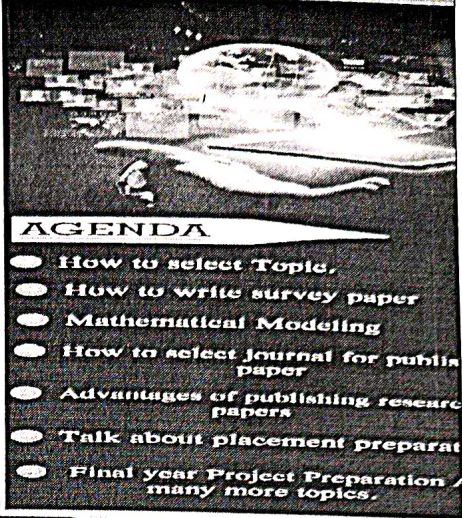 AGENDA
How to select Topic.
How to write survey paper
Mathematical Modeling
How to select journal for publis
paper
Advantages of publishing researc
papers
Talk about placement preparat
Final year Project Preparation
many more topics.